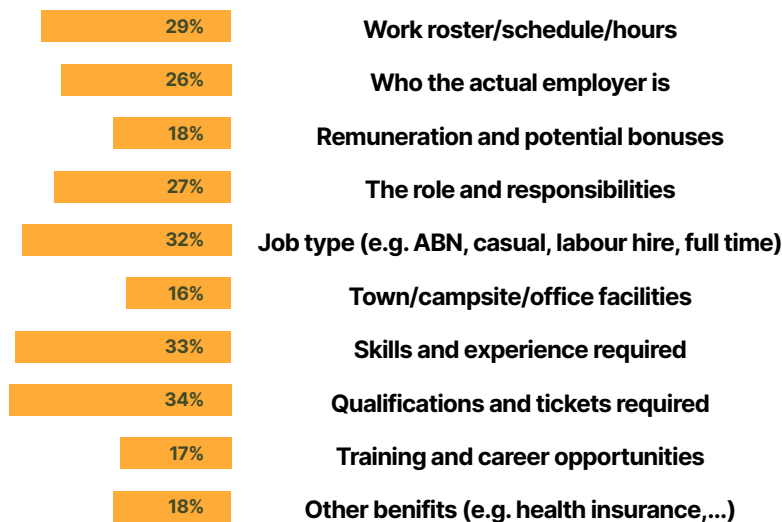 29% Work roster/schedule/hours
26% Who the actual employer is
18% Remuneration and potential bonuses
27% The role and responsibilities
32% Job type (e.g. ABN, casual, labour hire, full time)
16% Town/campsite/office facilities
33% Skills and experience required
34% Qualifications and tickets required
17% Training and career opportunities
18% Other benifits (e.g. health insurance,...)